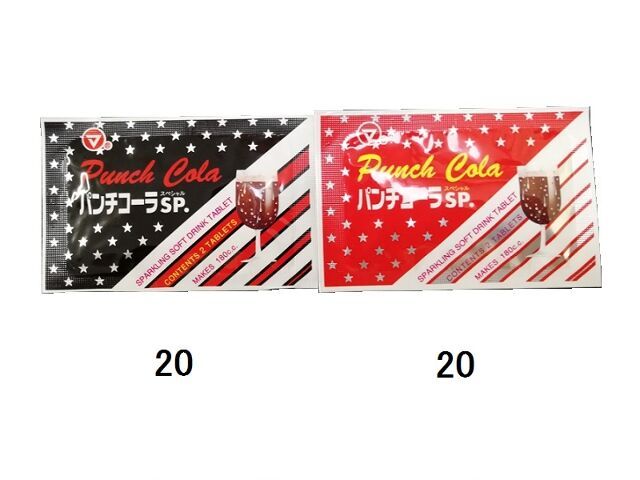 ®
Punch Cola
スペシャル
パンチコーラSP.
SPARKLING SOFT DRINK TABLET
CONTENTS 2 TABLETS
MAKES 180c.c.
Punch Cola
スペシャル
パンチコーラSP.
SPARKLING SOFT DRINK TABLET
CONTENTS 2 TABLETS
MAKES 180c.c.
20
20